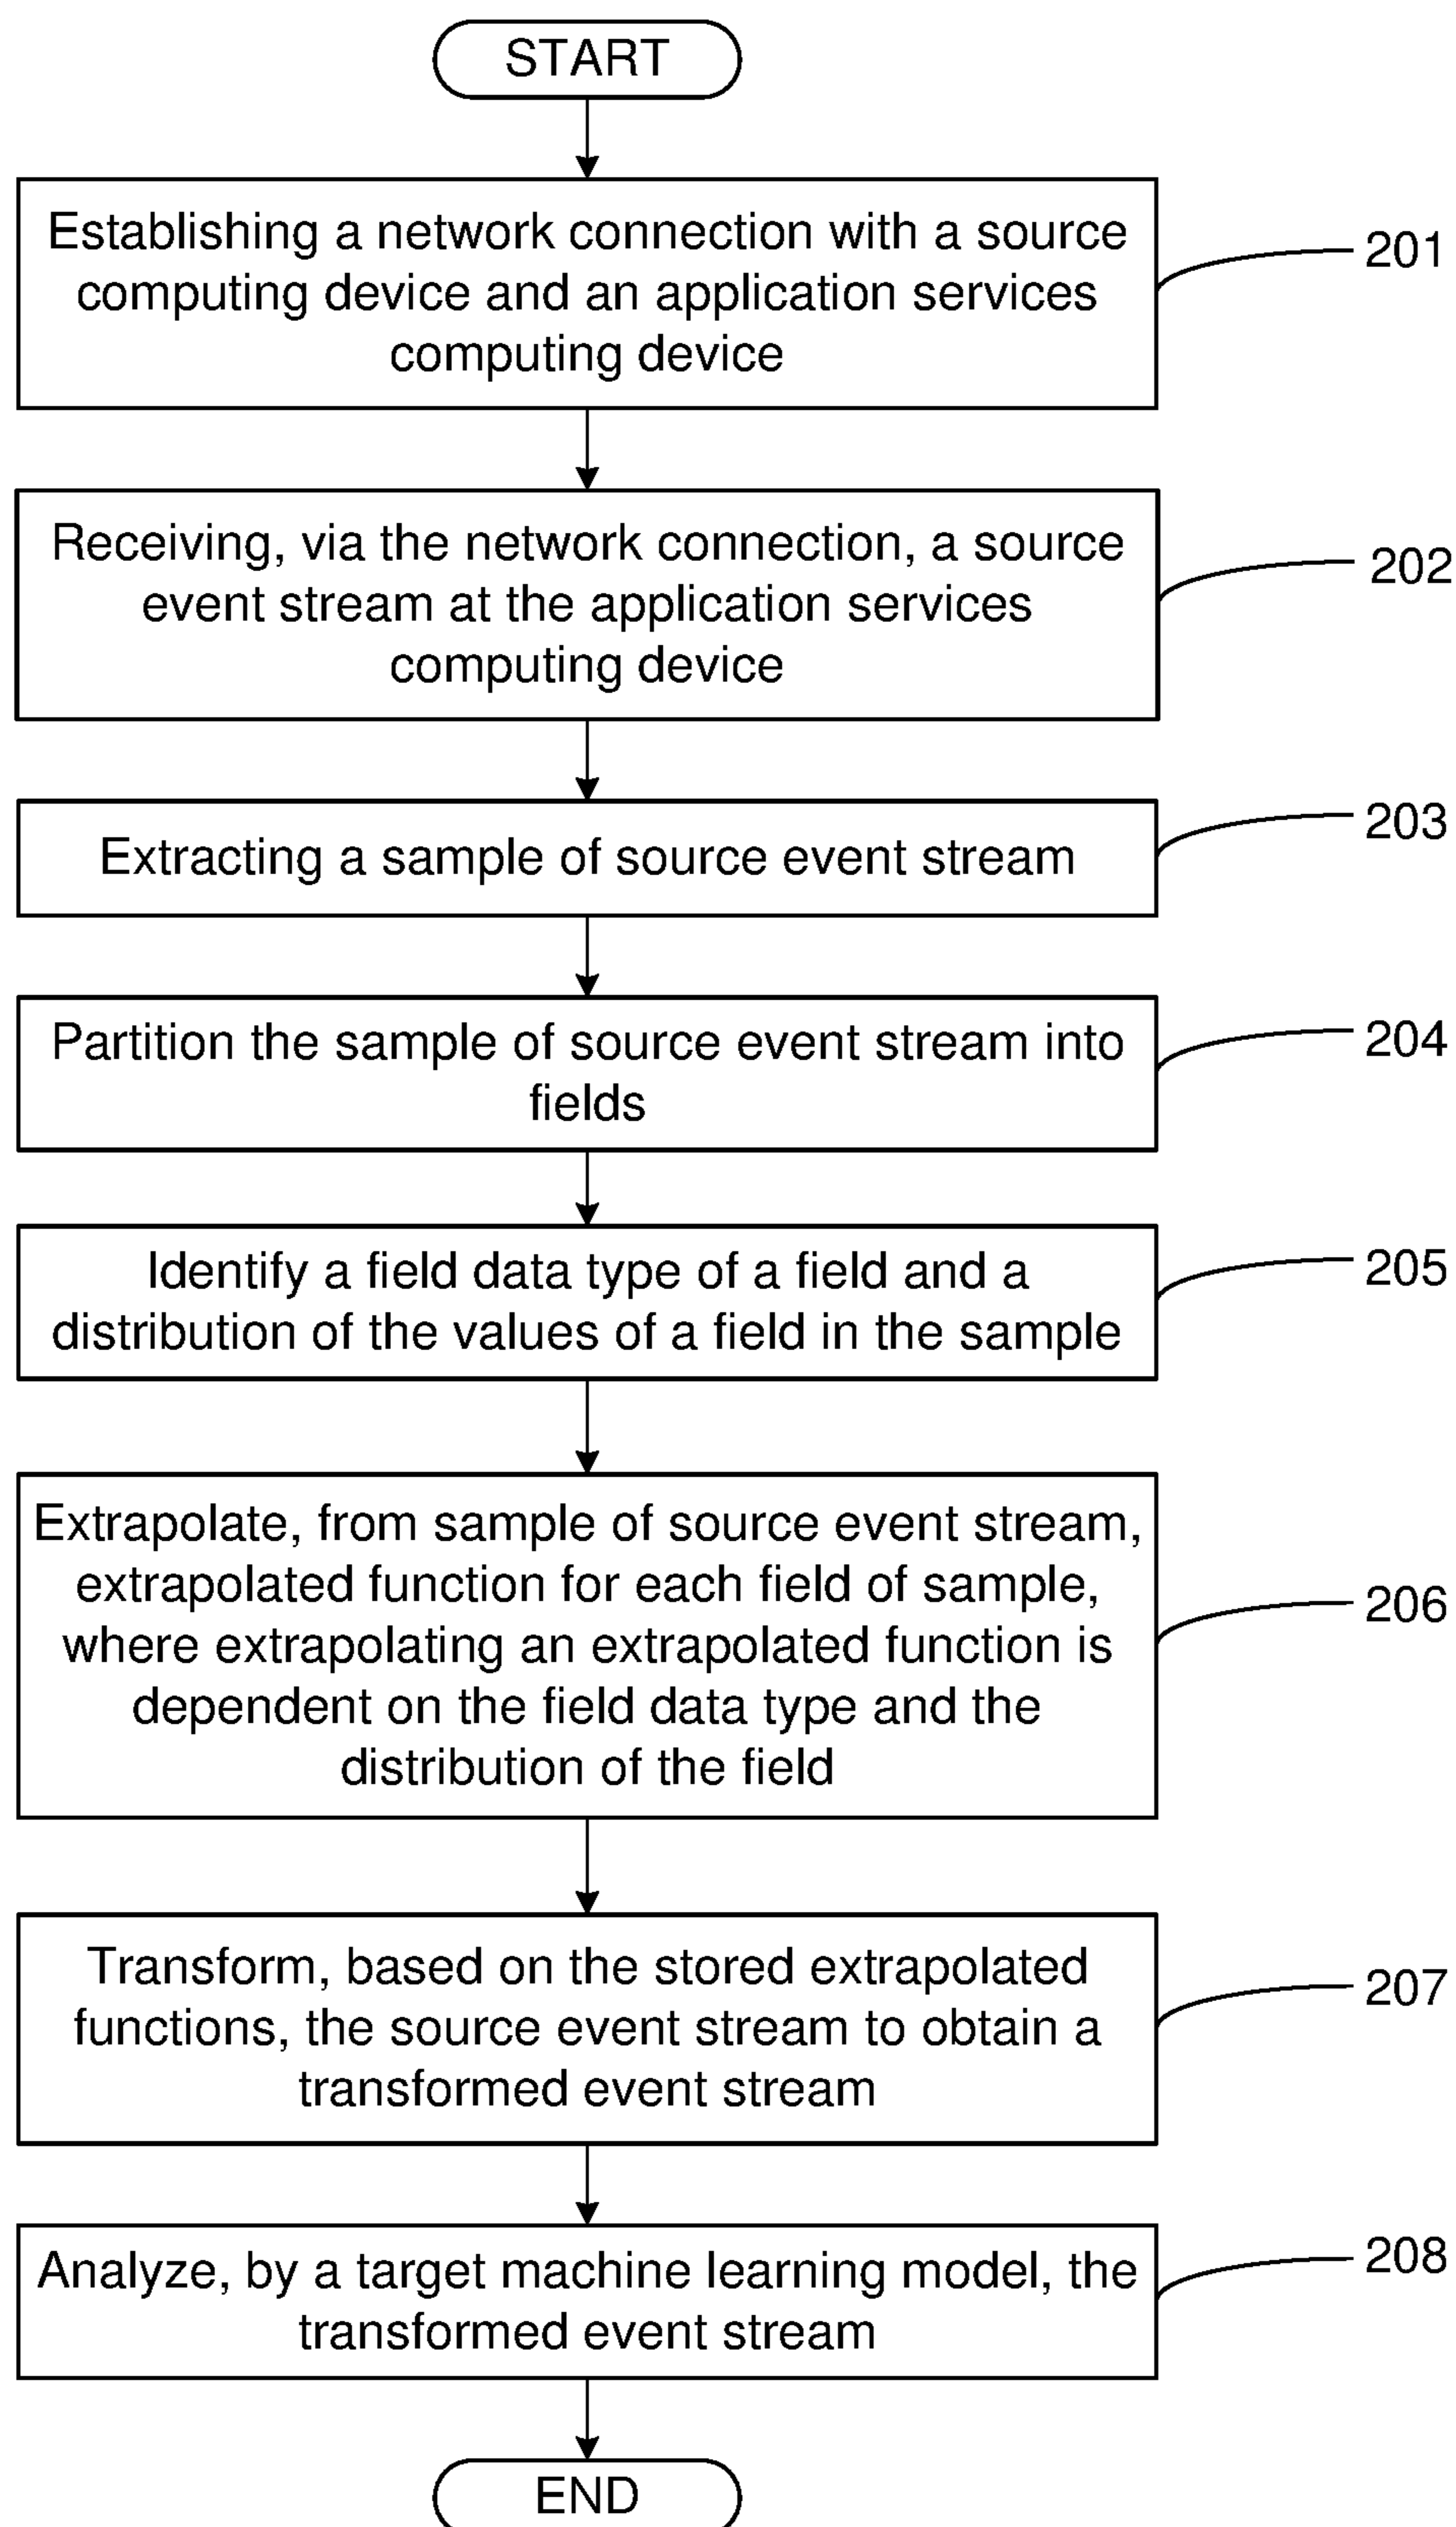 START
Establishing a network connection with a source
computing device and an application services
computing device
201
Receiving, via the network connection, a source
event stream at the application services
computing device
202
Extracting a sample of source event stream
203
Partition the sample of source event stream into
fields
204
Identify a field data type of a field and a
distribution of the values of a field in the sample
205
Extrapolate, from sample of source event stream,
extrapolated function for each field of sample,
where extrapolating an extrapolated function is
dependent on the field data type and the
distribution of the field
206
Transform, based on the stored extrapolated
functions, the source event stream to obtain a
transformed event stream
207
Analyze, by a target machine learning model, the
transformed event stream
208
END